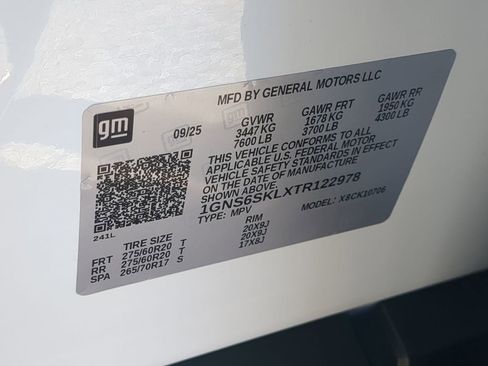 MFD BY GENERAL MOTORS LLC
gm
09/25 GVWR GAWR FRT GAWR RR
3447 KG 1678 KG 1950 KG
7600 LB 3700 LB 4300 LB
THIS VEHICLE CONFORMS TO ALL
APPLICABLE U.S. FEDERAL MOTOR
VEHICLE SAFETY STANDARDS IN EFFECT
ON THE DATE OF MANUFACTURE
SHOWN ABOVE.
1GNS6SKLXTR122978
TYPE: MPV MODEL: X8CK10706
241L
TIRE SIZE RIM
FRT 275/60R20 T 20X9J
RR 275/60R20 T 20X9J
SPA 265/70R17 S 17X8J